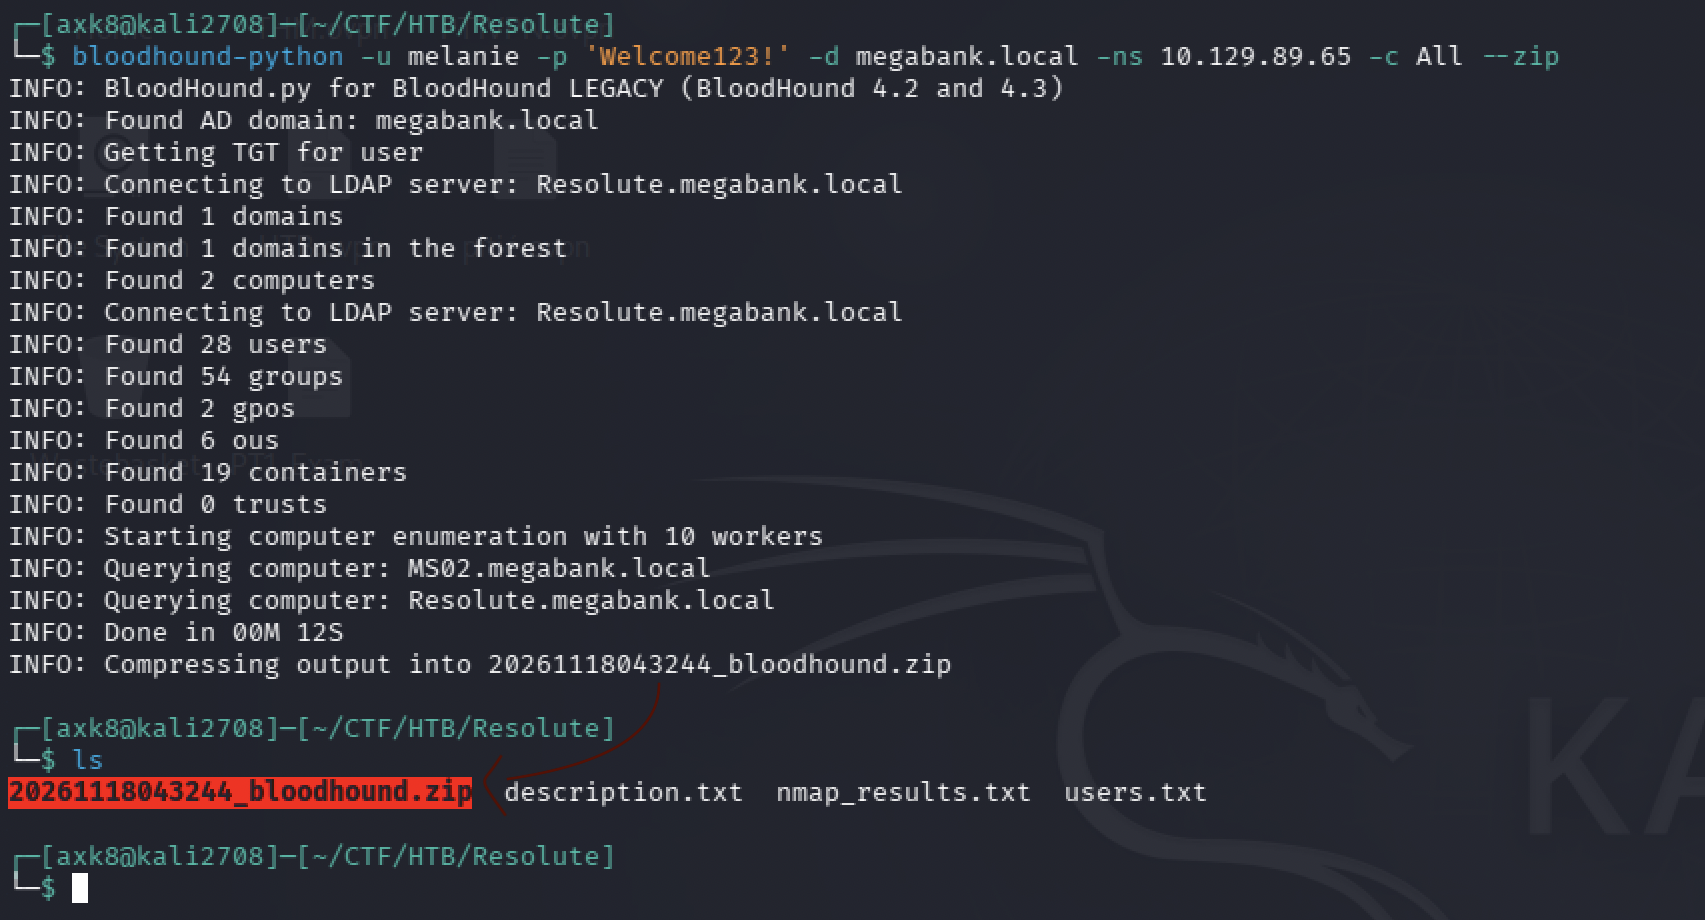 ┌─[axk8@kali2708]─[~/CTF/HTB/Resolute]
└─$ bloodhound-python -u melanie -p 'Welcome123!' -d megabank.local -ns 10.129.89.65 -c All --zip
INFO: BloodHound.py for BloodHound LEGACY (BloodHound 4.2 and 4.3)
INFO: Found AD domain: megabank.local
INFO: Getting TGT for user
INFO: Connecting to LDAP server: Resolute.megabank.local
INFO: Found 1 domains
INFO: Found 1 domains in the forest
INFO: Found 2 computers
INFO: Connecting to LDAP server: Resolute.megabank.local
INFO: Found 28 users
INFO: Found 54 groups
INFO: Found 2 gpos
INFO: Found 6 ous
INFO: Found 19 containers
INFO: Found 0 trusts
INFO: Starting computer enumeration with 10 workers
INFO: Querying computer: MS02.megabank.local
INFO: Querying computer: Resolute.megabank.local
INFO: Done in 00M 12S
INFO: Compressing output into 20261118043244_bloodhound.zip
┌─[axk8@kali2708]─[~/CTF/HTB/Resolute]
└─$ ls
20261118043244_bloodhound.zip description.txt nmap_results.txt users.txt
┌─[axk8@kali2708]─[~/CTF/HTB/Resolute]
└─$